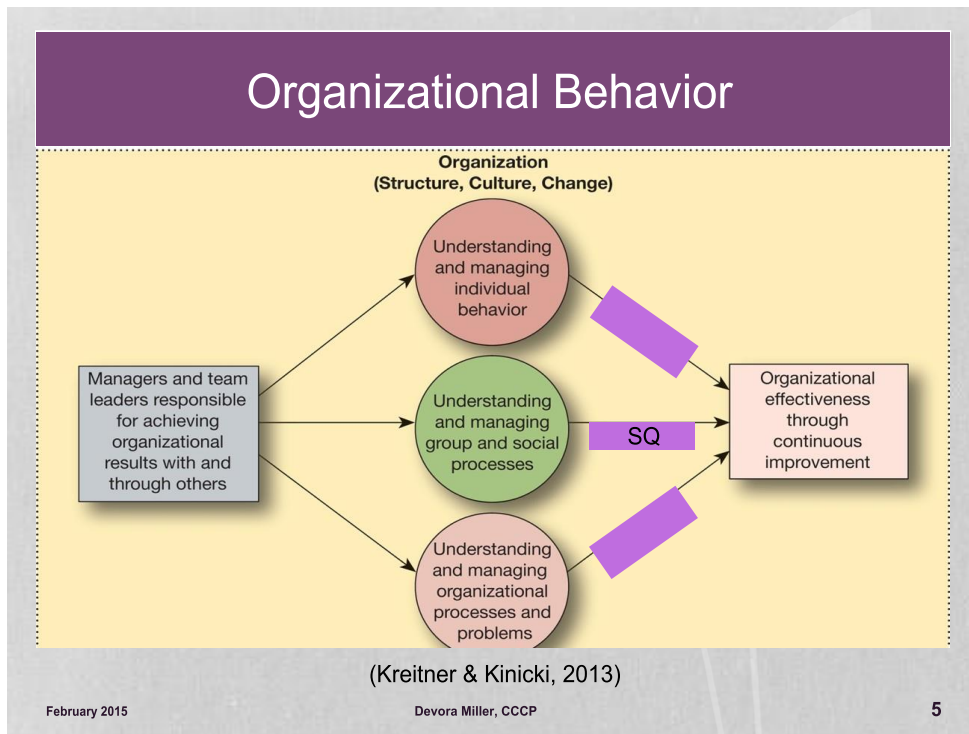 Organizational Behavior
Organization
(Structure, Culture, Change)
Understanding
and managing
individual
behavior
Managers and team
leaders responsible
for achieving
organizational
results with and
through others
Understanding
and managing
group and social
processes
SQ
Organizational
effectiveness
through
continuous
improvement
Understanding
and managing
organizational
processes and
problems
(Kreitner & Kinicki, 2013)
February 2015
Devora Miller, CCCP
5